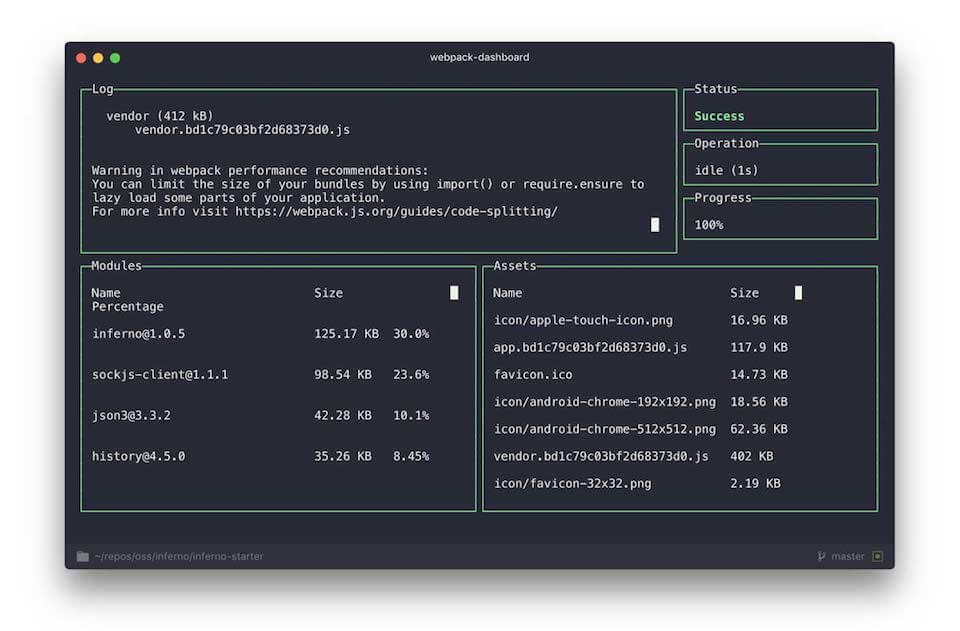 webpack-dashboard
Log
vendor (412 kB)
vendor.bd1c79c03bf2d68373d0.js
Warning in webpack performance recommendations:
You can limit the size of your bundles by using import() or require.ensure to
lazy load some parts of your application.
For more info visit https://webpack.js.org/guides/code-splitting/
Status
Success
Operation
idle (1s)
Progress
100%
Modules
Name Size
Percentage
inferno@1.0.5 125.17 KB 30.0%
sockjs-client@1.1.1 98.54 KB 23.6%
json3@3.3.2 42.28 KB 10.1%
history@4.5.0 35.26 KB 8.45%
Assets
Name Size
icon/apple-touch-icon.png 16.96 KB
app.bd1c79c03bf2d68373d0.js 117.9 KB
favicon.ico 14.73 KB
icon/android-chrome-192x192.png 18.56 KB
icon/android-chrome-512x512.png 62.36 KB
vendor.bd1c79c03bf2d68373d0.js 402 KB
icon/favicon-32x32.png 2.19 KB
~/repos/oss/inferno/inferno-starter
master